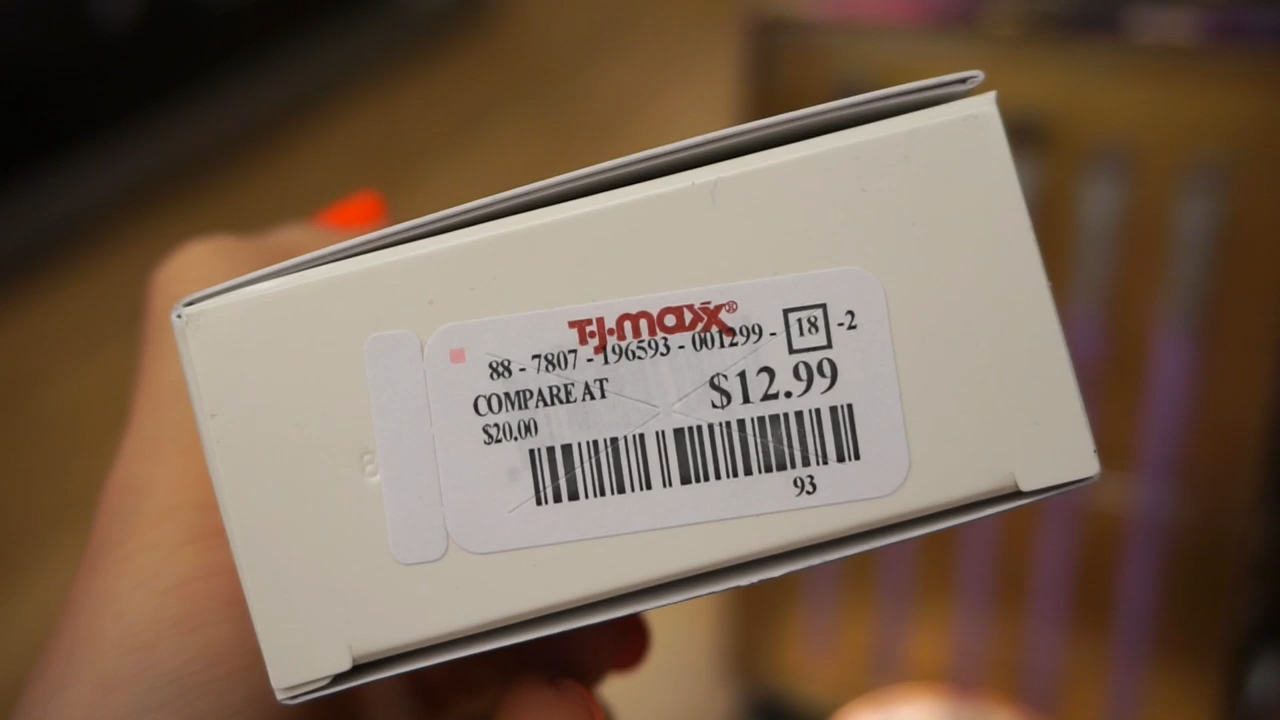 T·J·maxx®
88 - 7807 - 196593 - 001299 - 18 -2
COMPARE AT
$20.00
$12.99
93